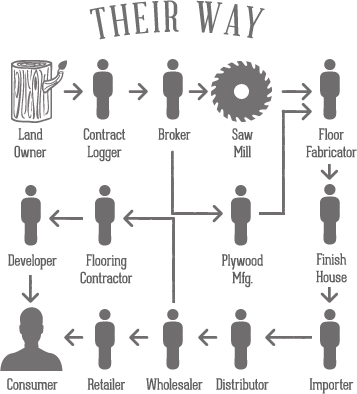 THEIR WAY
Land
Owner
Contract
Logger
Broker
Saw
Mill
Floor
Fabricator
Developer
Flooring
Contractor
Plywood
Mfg.
Finish
House
Consumer
Retailer
Wholesaler
Distributor
Importer